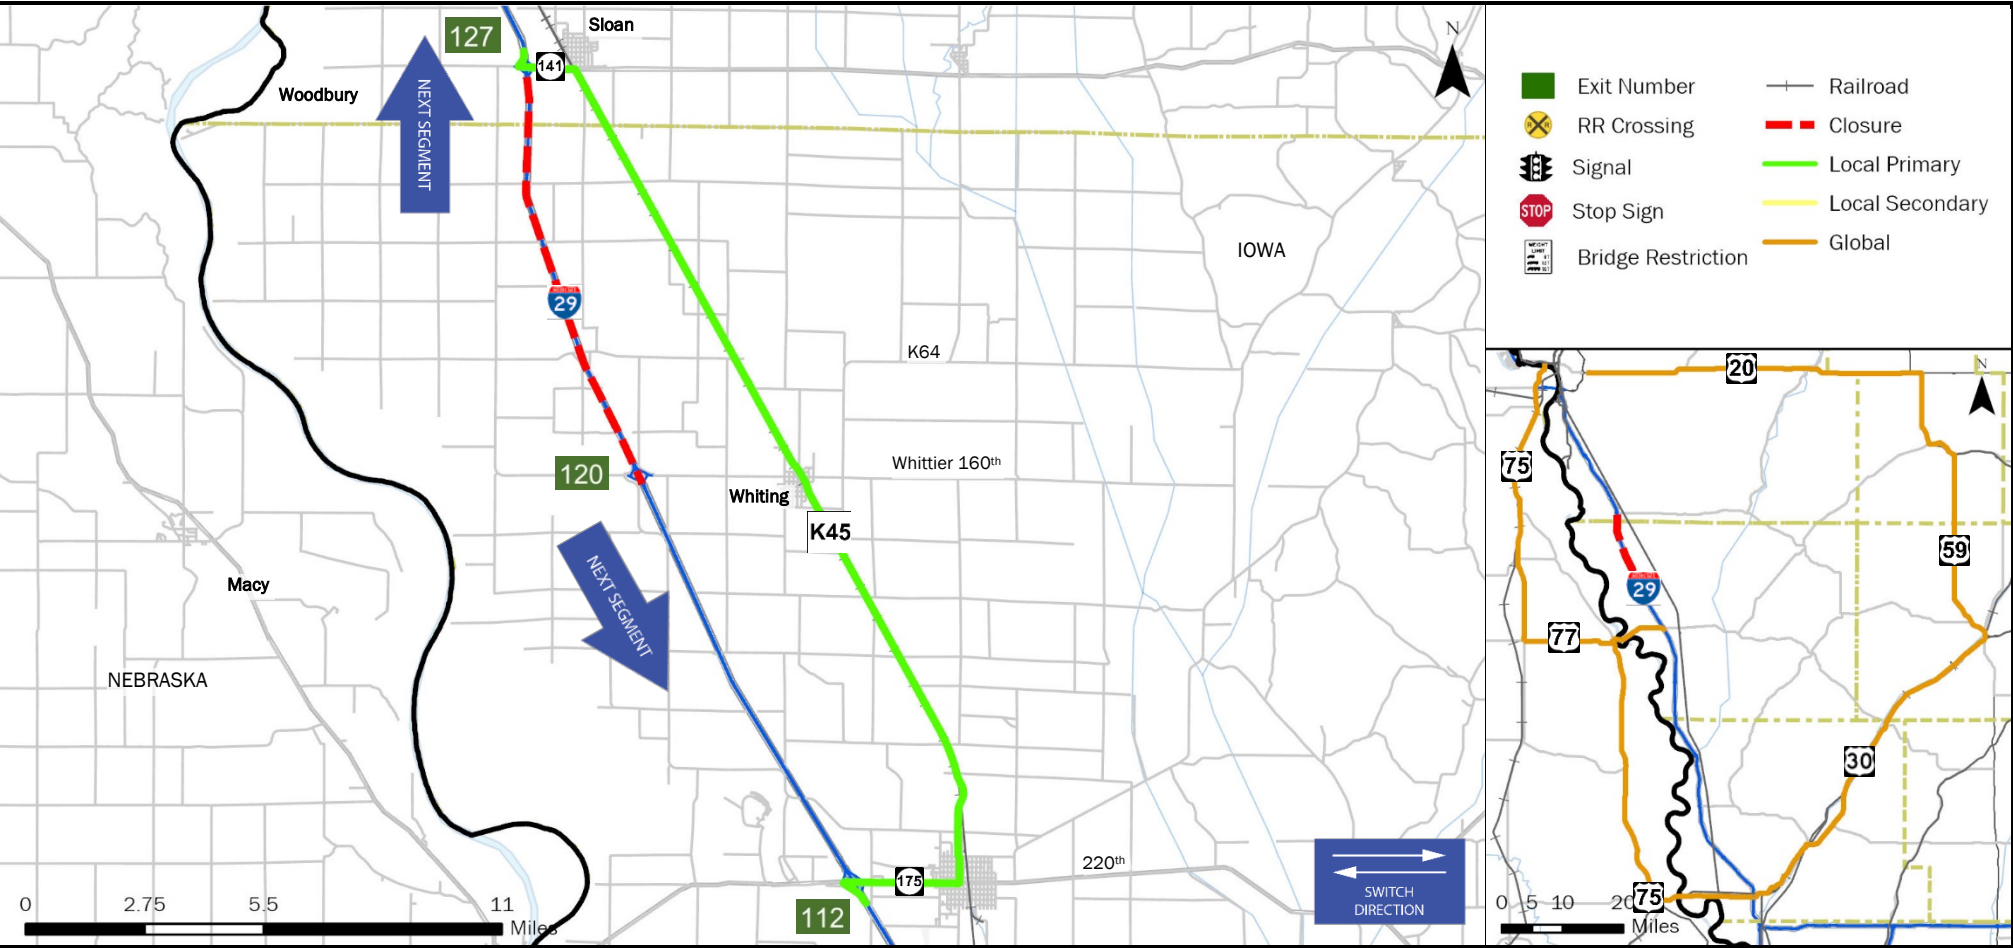 127
Sloan
141
Woodbury
NEXT SEGMENT
N
IOWA
29
K64
120
Whittier 160th
Whiting
K45
NEXT SEGMENT
Macy
NEBRASKA
220th
175
112
SWITCH
DIRECTION
0 2.75 5.5 11
Miles
Exit Number
RR Crossing
Signal
STOP
Stop Sign
WEIGHT
LIMIT
Bridge Restriction
Railroad
Closure
Local Primary
Local Secondary
Global
N
20
75
59
29
77
30
75
0 5 10 20
Miles